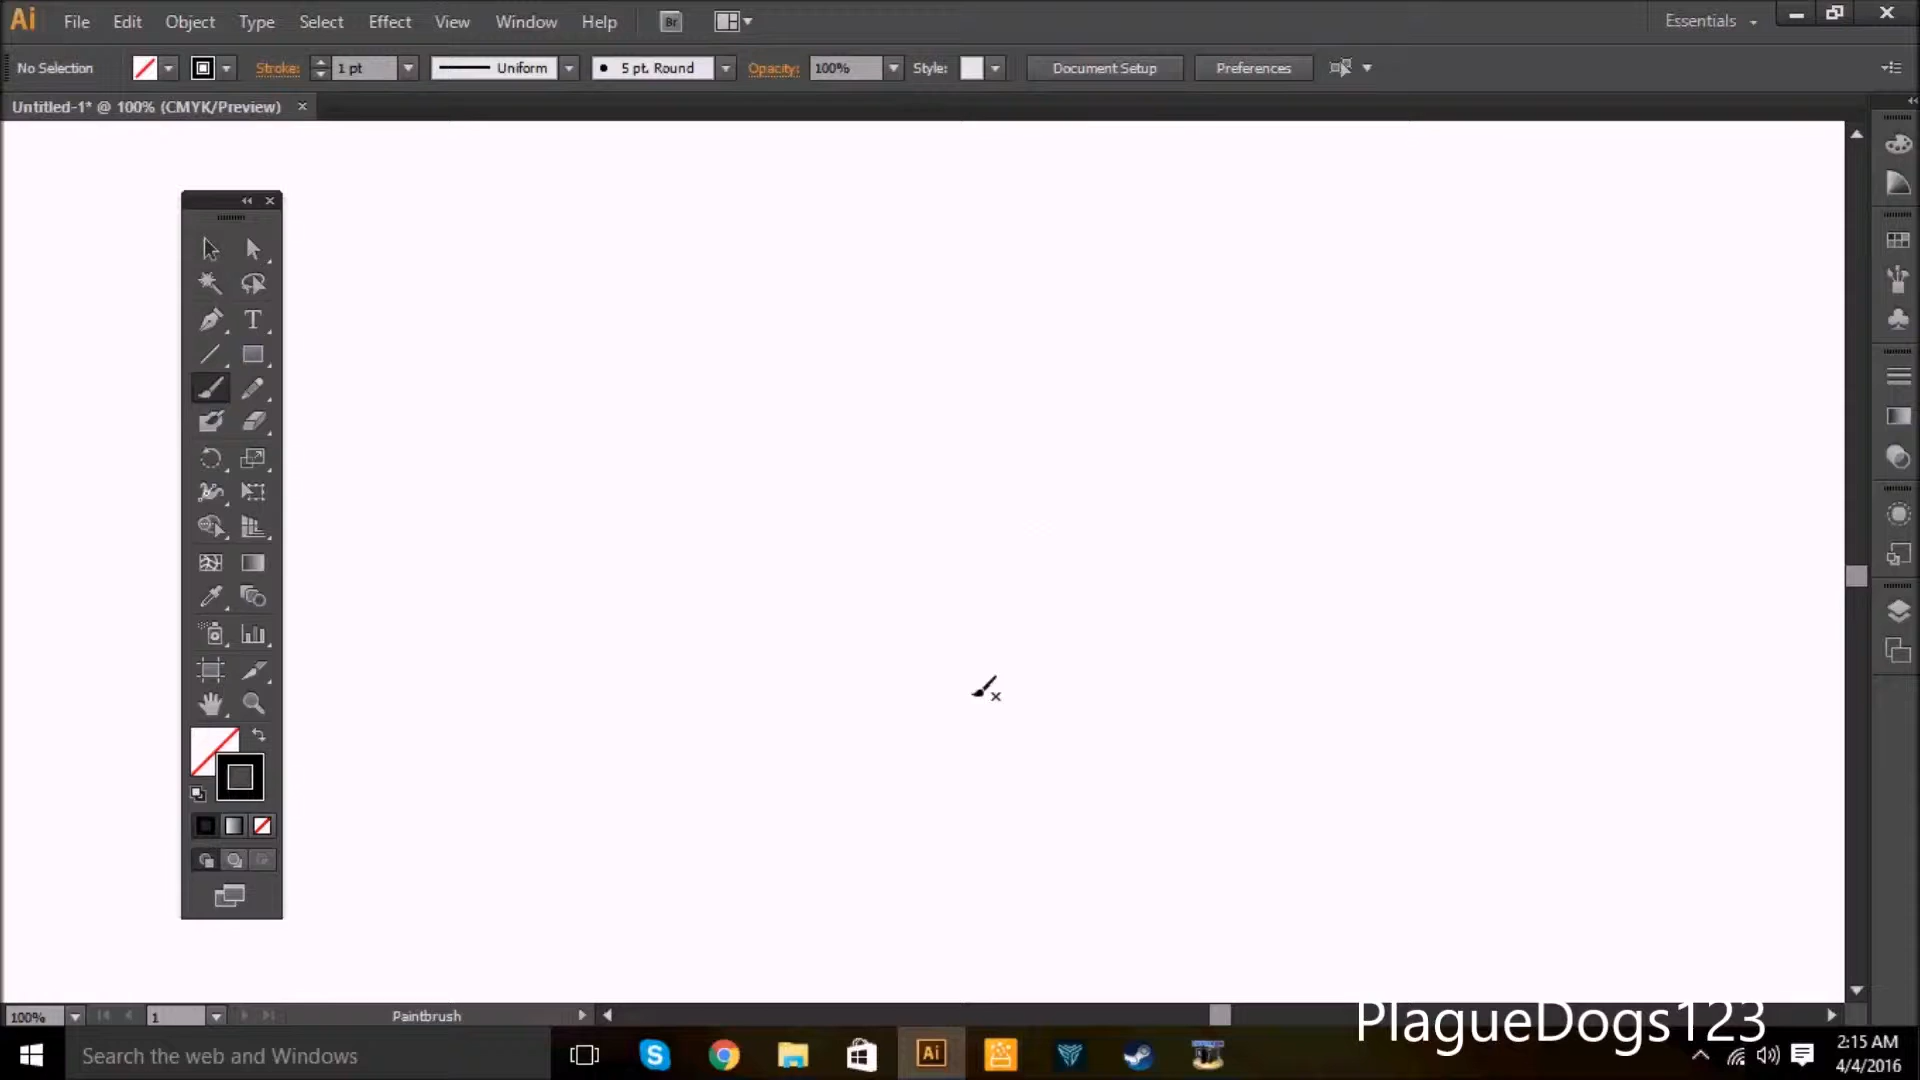 Ai File Edit Object Type Select Effect View Window Help Br Essentials
No Selection Stroke: 1 pt Uniform 5 pt. Round Opacity: 100% Style: Document Setup Preferences
Untitled-1* @ 100% (CMYK/Preview)
T
100% 1 Paintbrush
PlagueDogs123
Search the web and Windows
S
Ai
2:15 AM
4/4/2016